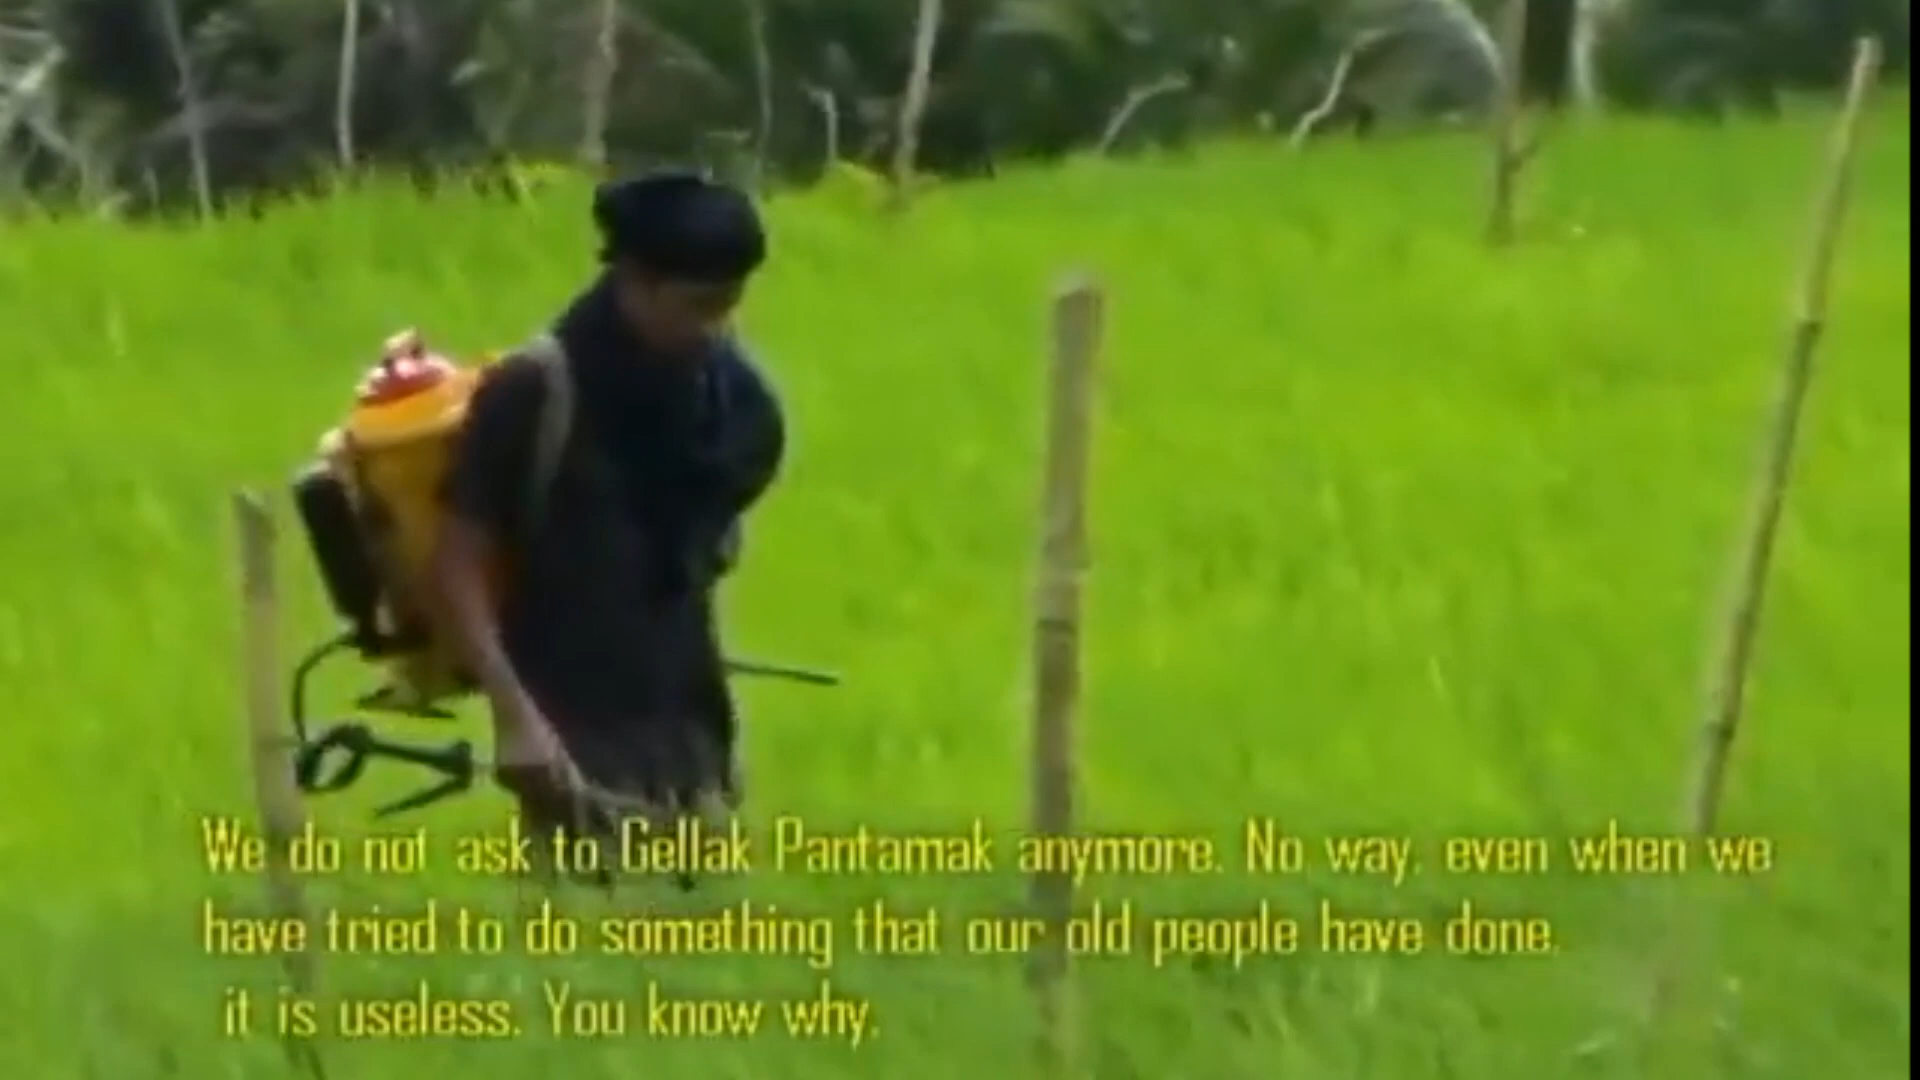 We do not ask to Gellak Pantamak anymore. No way, even when we
have tried to do something that our old people have done.
it is useless. You know why.